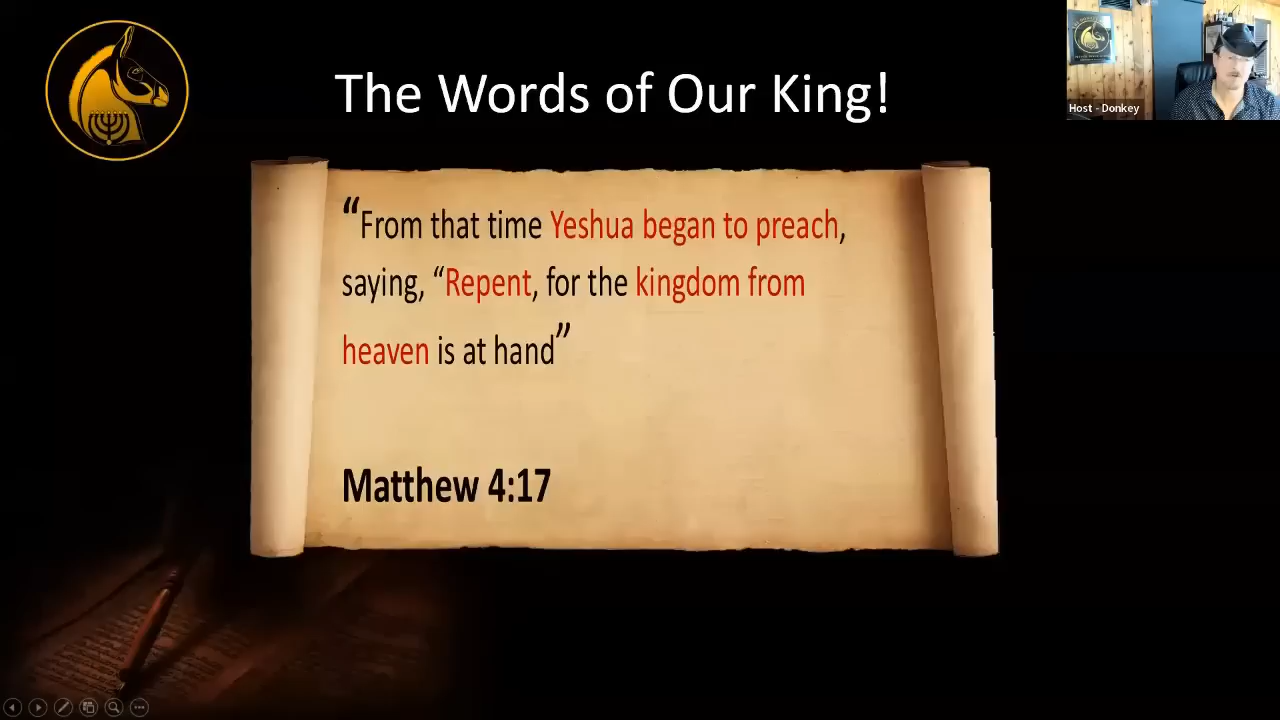 The Words of Our King!
Host - Donkey
“From that time Yeshua began to preach,
saying, “Repent, for the kingdom from
heaven is at hand”
Matthew 4:17